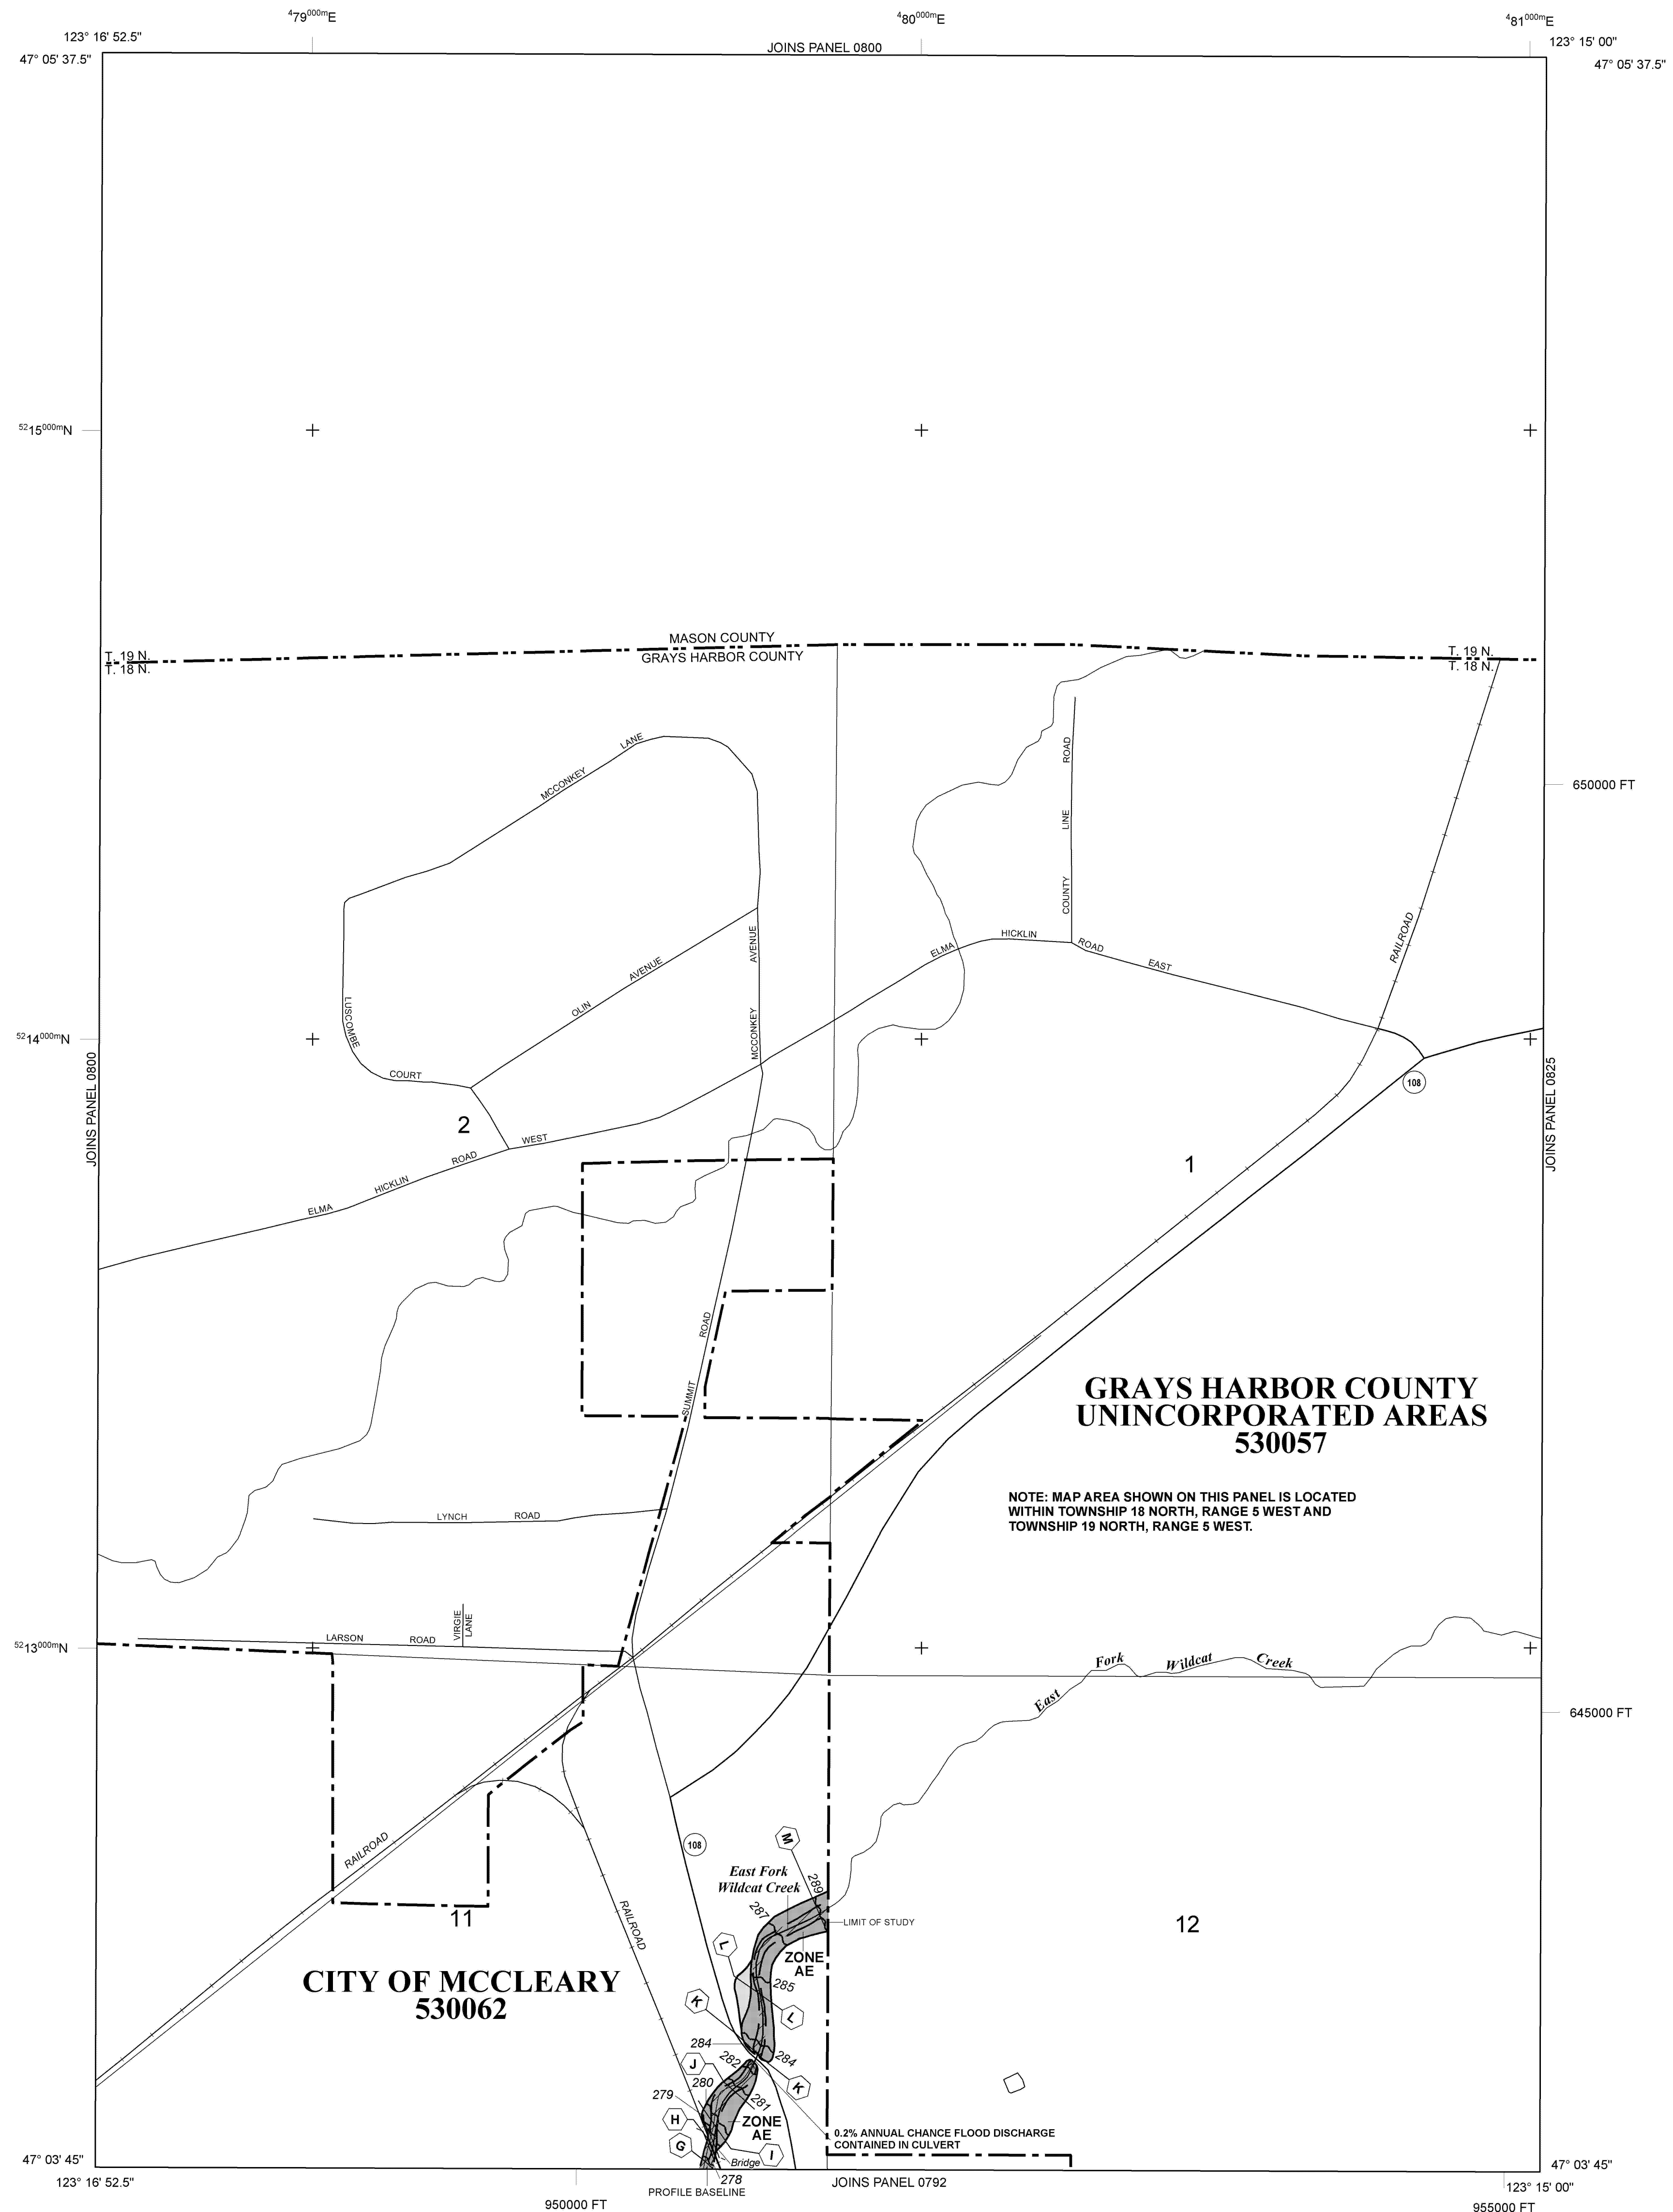 479000mE
480000mE
481000mE
123° 16' 52.5"
JOINS PANEL 0800
123° 15' 00"
47° 05' 37.5"
47° 05' 37.5"
5215000mN
MASON COUNTY
GRAYS HARBOR COUNTY
T. 19 N.
T. 18 N.
T. 19 N.
T. 18 N.
MCCONKEY LANE
COUNTY LINE ROAD
650000 FT
OLIN AVENUE
MCCONKEY AVENUE
ELMA HICKLIN ROAD EAST
RAILROAD
LUSCOMBE COURT
5214000mN
JOINS PANEL 0800
JOINS PANEL 0825
108
2
1
ELMA HICKLIN ROAD WEST
SUMMIT ROAD
GRAYS HARBOR COUNTY
UNINCORPORATED AREAS
530057
NOTE: MAP AREA SHOWN ON THIS PANEL IS LOCATED
WITHIN TOWNSHIP 18 NORTH, RANGE 5 WEST AND
TOWNSHIP 19 NORTH, RANGE 5 WEST.
LYNCH ROAD
VIRGIE
LANE
LARSON ROAD
5213000mN
East Fork Wildcat Creek
645000 FT
RAILROAD
108
M
East Fork
Wildcat Creek
289
287
RAILROAD
11
12
LIMIT OF STUDY
L
ZONE
AE
285
CITY OF MCCLEARY
530062
K
L
284
284
282
J
K
280
279
281
H
ZONE
AE
0.2% ANNUAL CHANCE FLOOD DISCHARGE
CONTAINED IN CULVERT
G
I
Bridge
278
47° 03' 45"
47° 03' 45"
123° 16' 52.5"
PROFILE BASELINE
JOINS PANEL 0792
123° 15' 00"
950000 FT
955000 FT